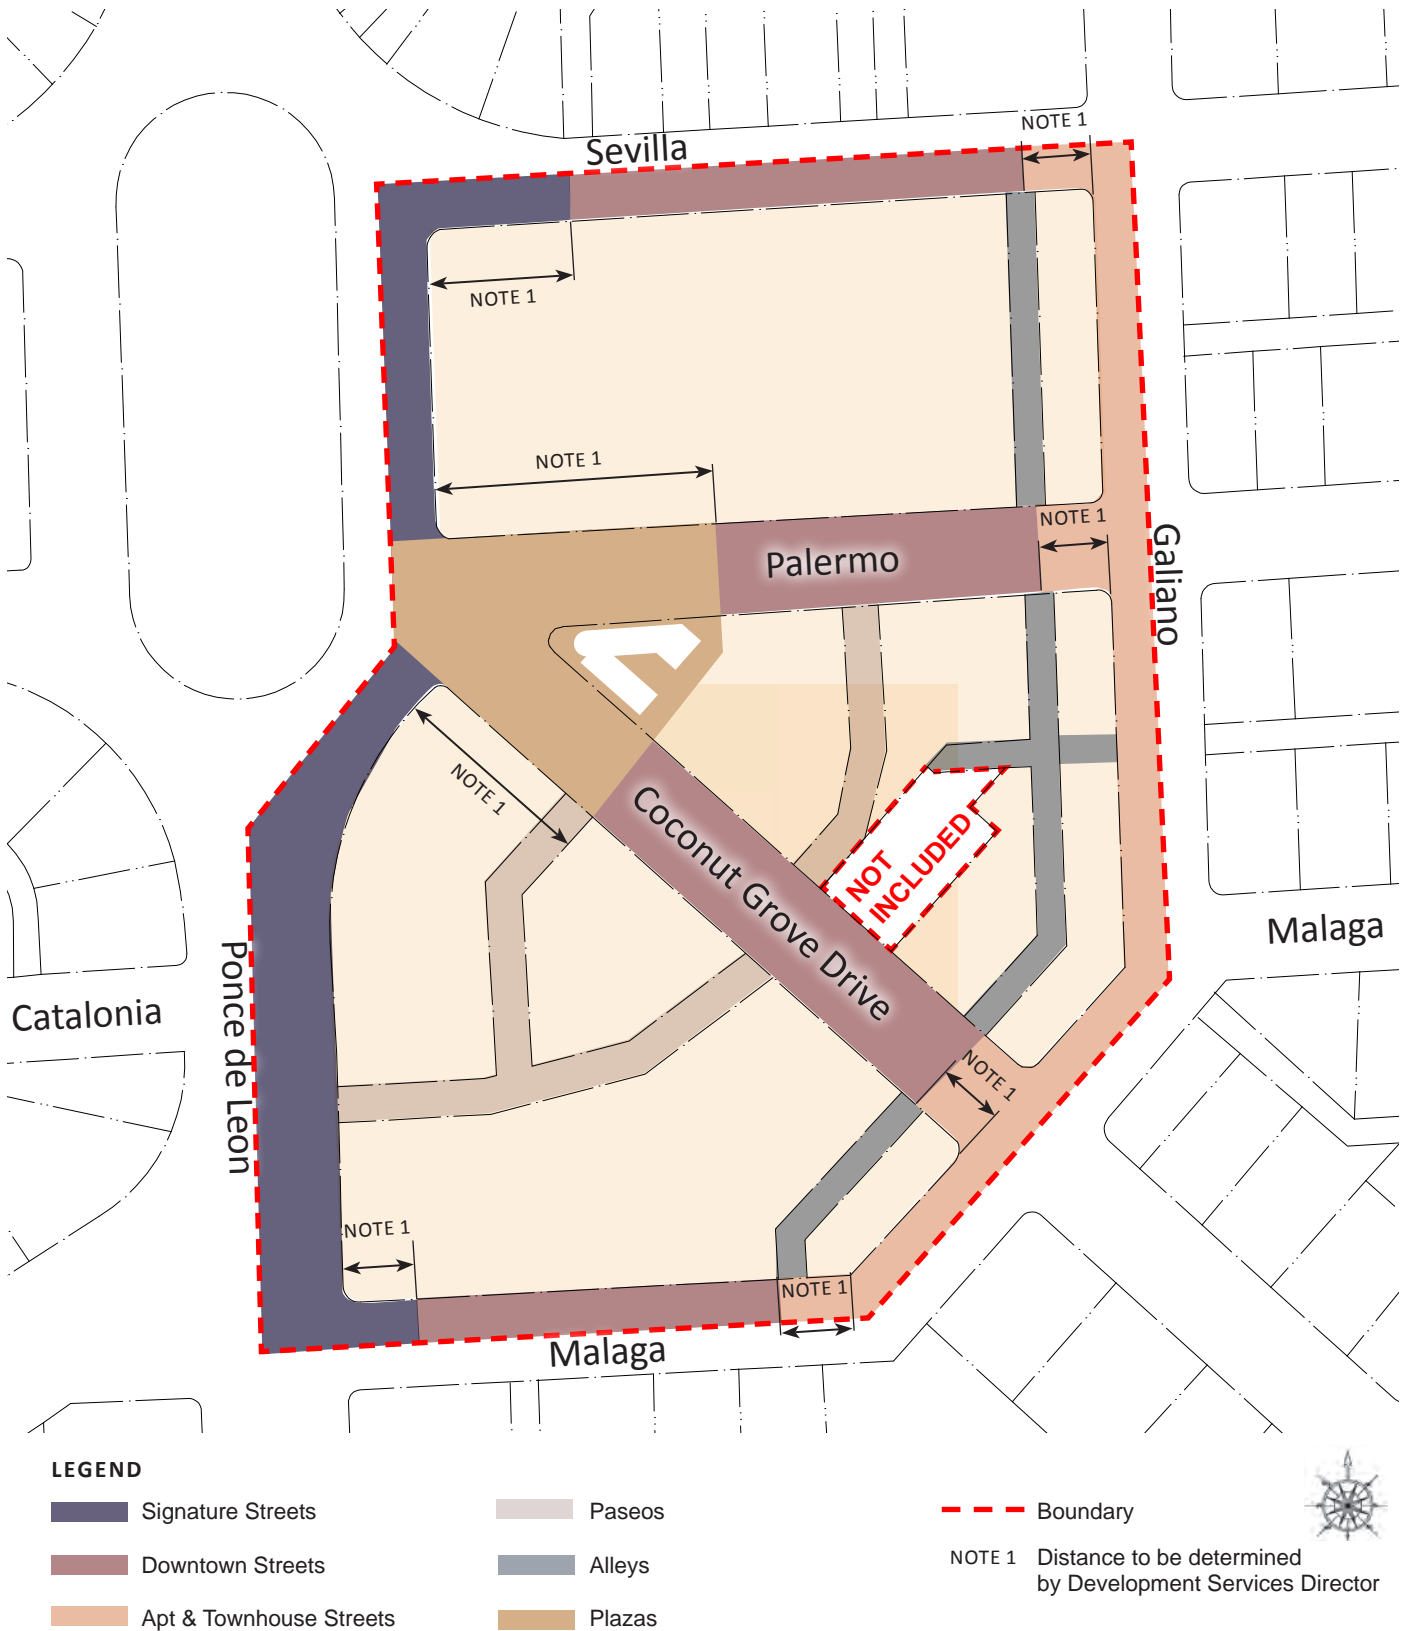 NOTE 1
Sevilla
NOTE 1
NOTE 1
NOTE 1
Palermo
Galiano
NOTE 1
Coconut Grove Drive
NOT
INCLUDED
Malaga
Ponce de Leon
Catalonia
NOTE 1
NOTE 1
NOTE 1
Malaga
LEGEND
Signature Streets
Downtown Streets
Apt & Townhouse Streets
Paseos
Alleys
Plazas
Boundary
NOTE 1 Distance to be determined
by Development Services Director